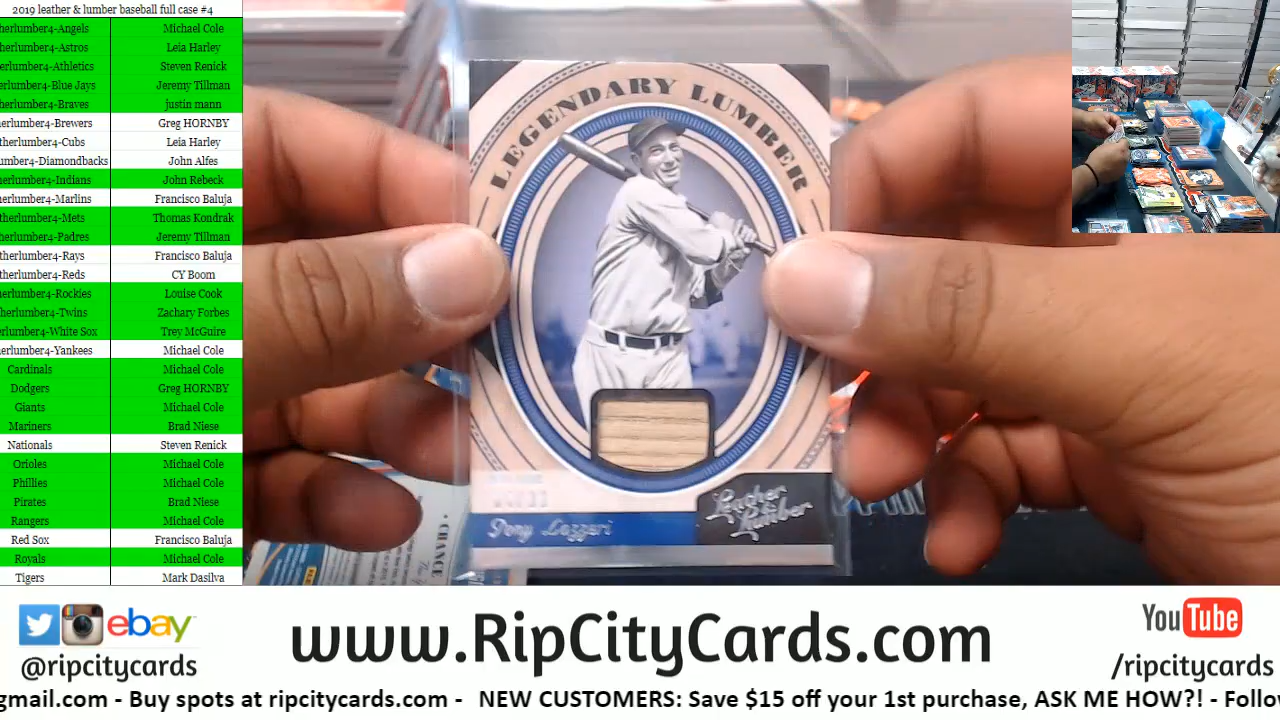 2019 leather & lumber baseball full case #4
herlumber4-Angels Michael Cole
herlumber4-Astros Leia Harley
herlumber4-Athletics Steven Renick
erlumber4-Blue Jays Jeremy Tillman
herlumber4-Braves justin mann
herlumber4-Brewers Greg HORNBY
therlumber4-Cubs Leia Harley
umber4-Diamondbacks John Alfes
herlumber4-Indians John Rebeck
herlumber4-Marlins Francisco Baluja
therlumber4-Mets Thomas Kondrak
therlumber4-Padres Jeremy Tillman
therlumber4-Rays Francisco Baluja
therlumber4-Reds CY Boom
herlumber4-Rockies Louise Cook
therlumber4-Twins Zachary Forbes
herlumber4-White Sox Trey McGuire
herlumber4-Yankees Michael Cole
Cardinals Michael Cole
Dodgers Greg HORNBY
Giants Michael Cole
Mariners Brad Niese
Nationals Steven Renick
Orioles Michael Cole
Phillies Michael Cole
Pirates Brad Niese
Rangers Michael Cole
Red Sox Francisco Baluja
Royals Michael Cole
Tigers Mark Dasilva
LEGENDARY LUMBER
Tony Lazzeri
Leather & Lumber
CHANCE
ebay
@ripcitycards
www.RipCityCards.com
YouTube
/ripcitycards
gmail.com - Buy spots at ripcitycards.com - NEW CUSTOMERS: Save $15 off your 1st purchase, ASK ME HOW?! - Follo